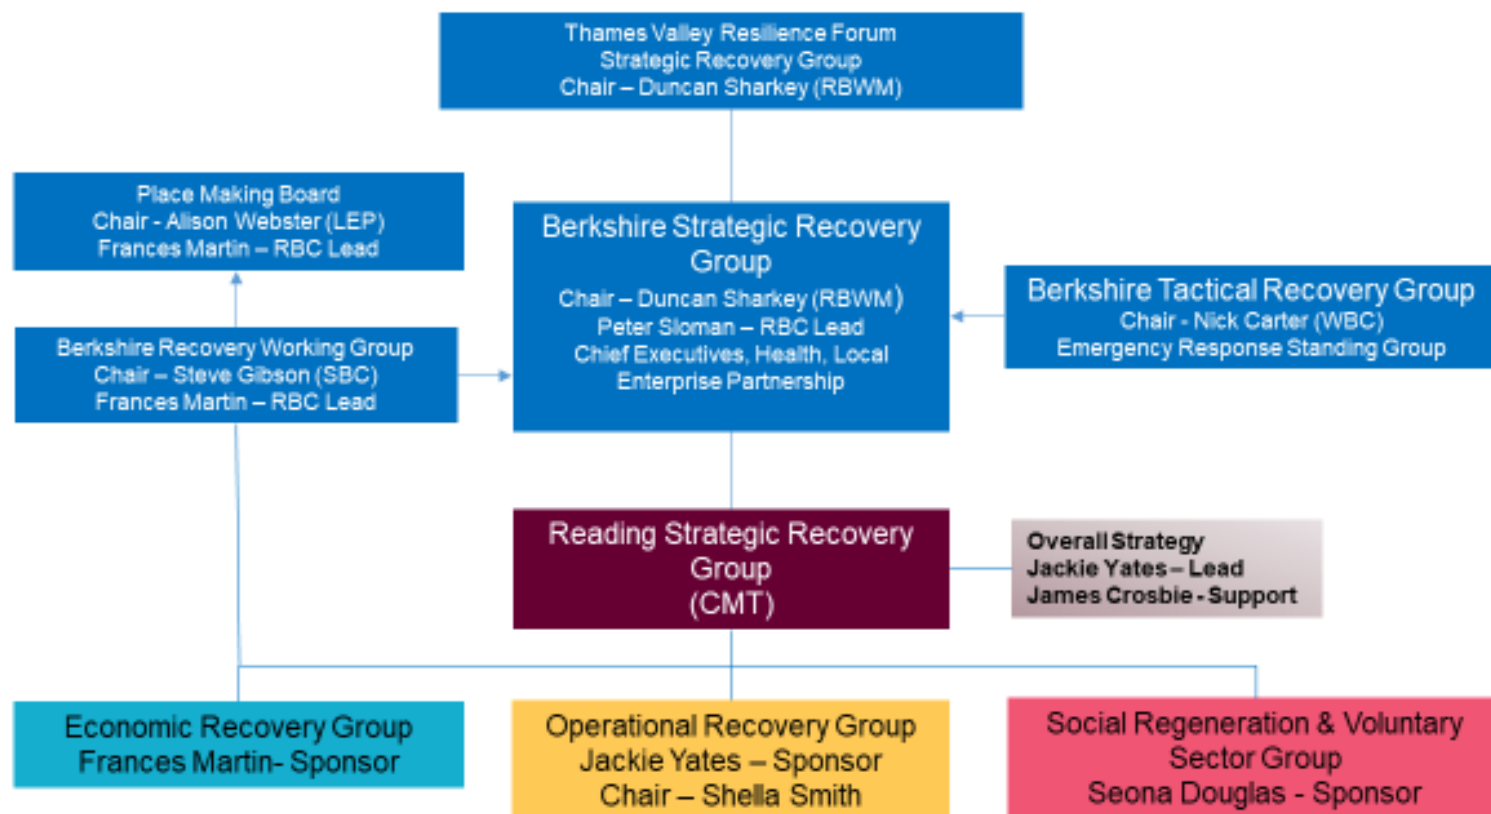 Thames Valley Resilience Forum
Strategic Recovery Group
Chair – Duncan Sharkey (RBWM)
Place Making Board
Chair - Alison Webster (LEP)
Frances Martin – RBC Lead
Berkshire Strategic Recovery
Group
Chair – Duncan Sharkey (RBWM)
Peter Sloman – RBC Lead
Chief Executives, Health, Local
Enterprise Partnership
Berkshire Tactical Recovery Group
Chair - Nick Carter (WBC)
Emergency Response Standing Group
Berkshire Recovery Working Group
Chair – Steve Gibson (SBC)
Frances Martin – RBC Lead
Reading Strategic Recovery
Group
(CMT)
Overall Strategy
Jackie Yates – Lead
James Crosbie - Support
Economic Recovery Group
Frances Martin- Sponsor
Operational Recovery Group
Jackie Yates – Sponsor
Chair – Shella Smith
Social Regeneration & Voluntary
Sector Group
Seona Douglas - Sponsor